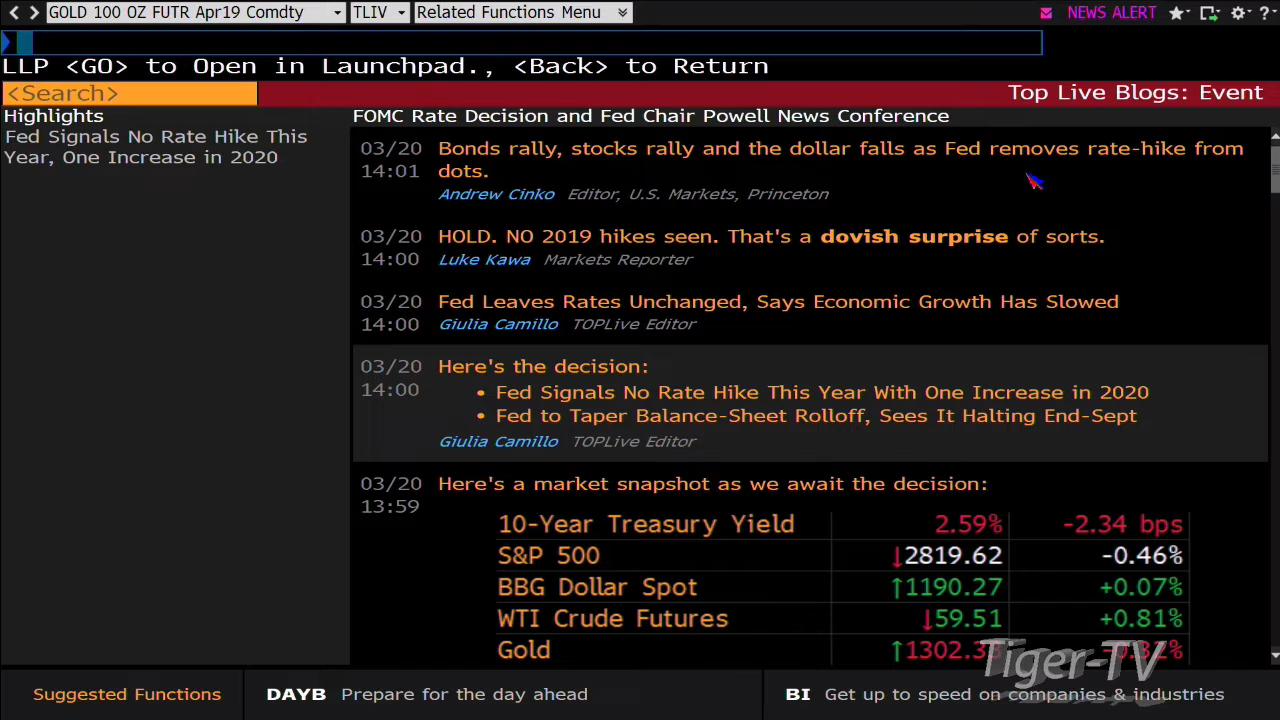 GOLD 100 OZ FUTR Apr19 Comdty TLIV Related Functions Menu NEWS ALERT ?
LLP <GO> to Open in Launchpad., <Back> to Return
<Search> Top Live Blogs: Event
Highlights
Fed Signals No Rate Hike This
Year, One Increase in 2020
FOMC Rate Decision and Fed Chair Powell News Conference
03/20 Bonds rally, stocks rally and the dollar falls as Fed removes rate-hike from
14:01 dots.
Andrew Cinko Editor, U.S. Markets, Princeton
03/20 HOLD. NO 2019 hikes seen. That's a dovish surprise of sorts.
14:00 Luke Kawa Markets Reporter
03/20 Fed Leaves Rates Unchanged, Says Economic Growth Has Slowed
14:00 Giulia Camillo TOPLive Editor
03/20 Here's the decision:
14:00 • Fed Signals No Rate Hike This Year With One Increase in 2020
• Fed to Taper Balance-Sheet Rolloff, Sees It Halting End-Sept
Giulia Camillo TOPLive Editor
03/20 Here's a market snapshot as we await the decision:
13:59
10-Year Treasury Yield 2.59% -2.34 bps
S&P 500 ↓2819.62 -0.46%
BBG Dollar Spot ↑1190.27 +0.07%
WTI Crude Futures ↓59.51 +0.81%
Gold
Tiger-TV
Suggested Functions DAYB Prepare for the day ahead BI Get up to speed on companies & industries